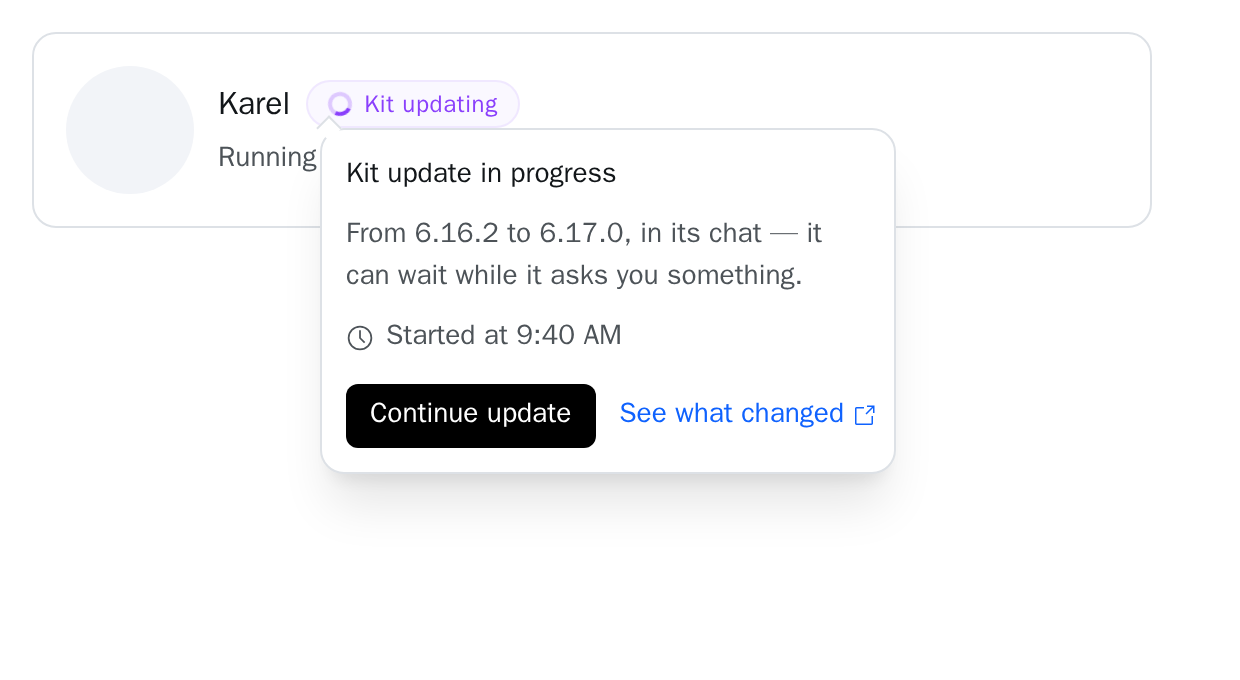 Karel
Kit updating
Running
Kit update in progress
From 6.16.2 to 6.17.0, in its chat — it
can wait while it asks you something.
Started at 9:40 AM
Continue update
See what changed